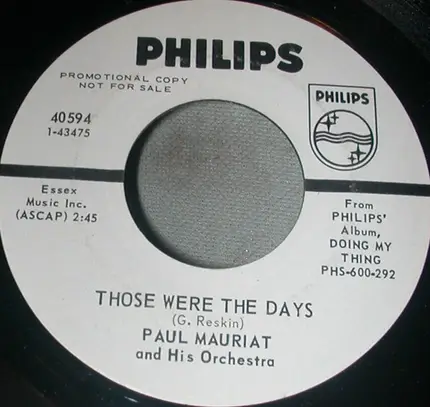 PHILIPS
PROMOTIONAL COPY
NOT FOR SALE
40594
1-43475
PHILIPS
Essex
Music Inc.
(ASCAP) 2:45
From
PHILIPS'
Album,
DOING MY
THING
PHS-600-292
THOSE WERE THE DAYS
(G. Reskin)
PAUL MAURIAT
and His Orchestra